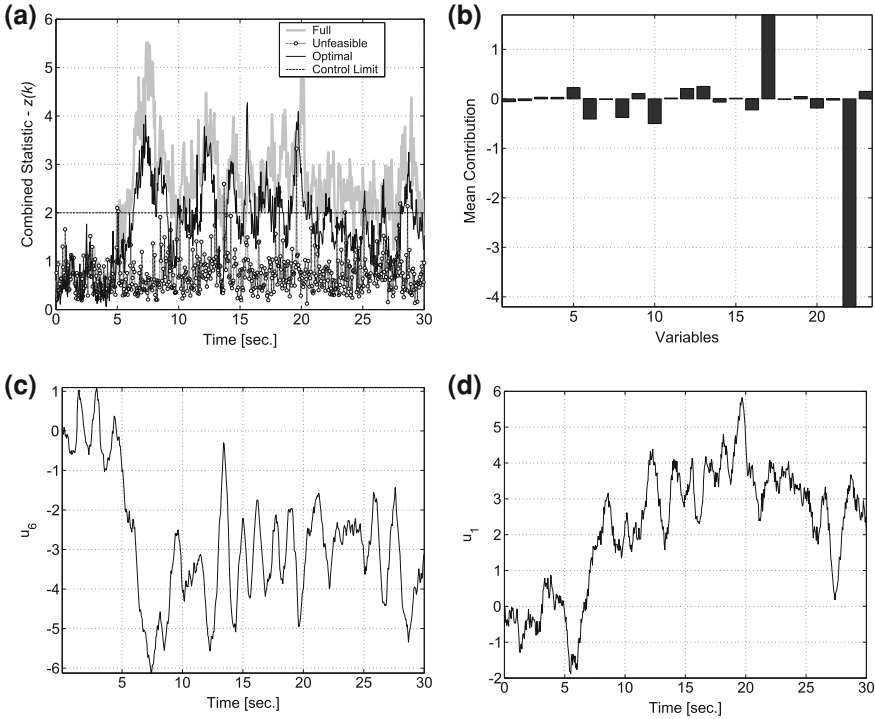 (a)
Combined Statistic - z(k)
6
5
4
3
2
1
0
Full
Unfeasible
Optimal
Control Limit
0 5 10 15 20 25 30
Time [sec.]
(b)
Mean Contribution
1
0
-1
-2
-3
-4
5 10 15 20
Variables
(c)
u6
1
0
-1
-2
-3
-4
-5
-6
5 10 15 20 25 30
Time [sec.]
(d)
u1
6
5
4
3
2
1
0
-1
-2
0 5 10 15 20 25 30
Time [sec.]